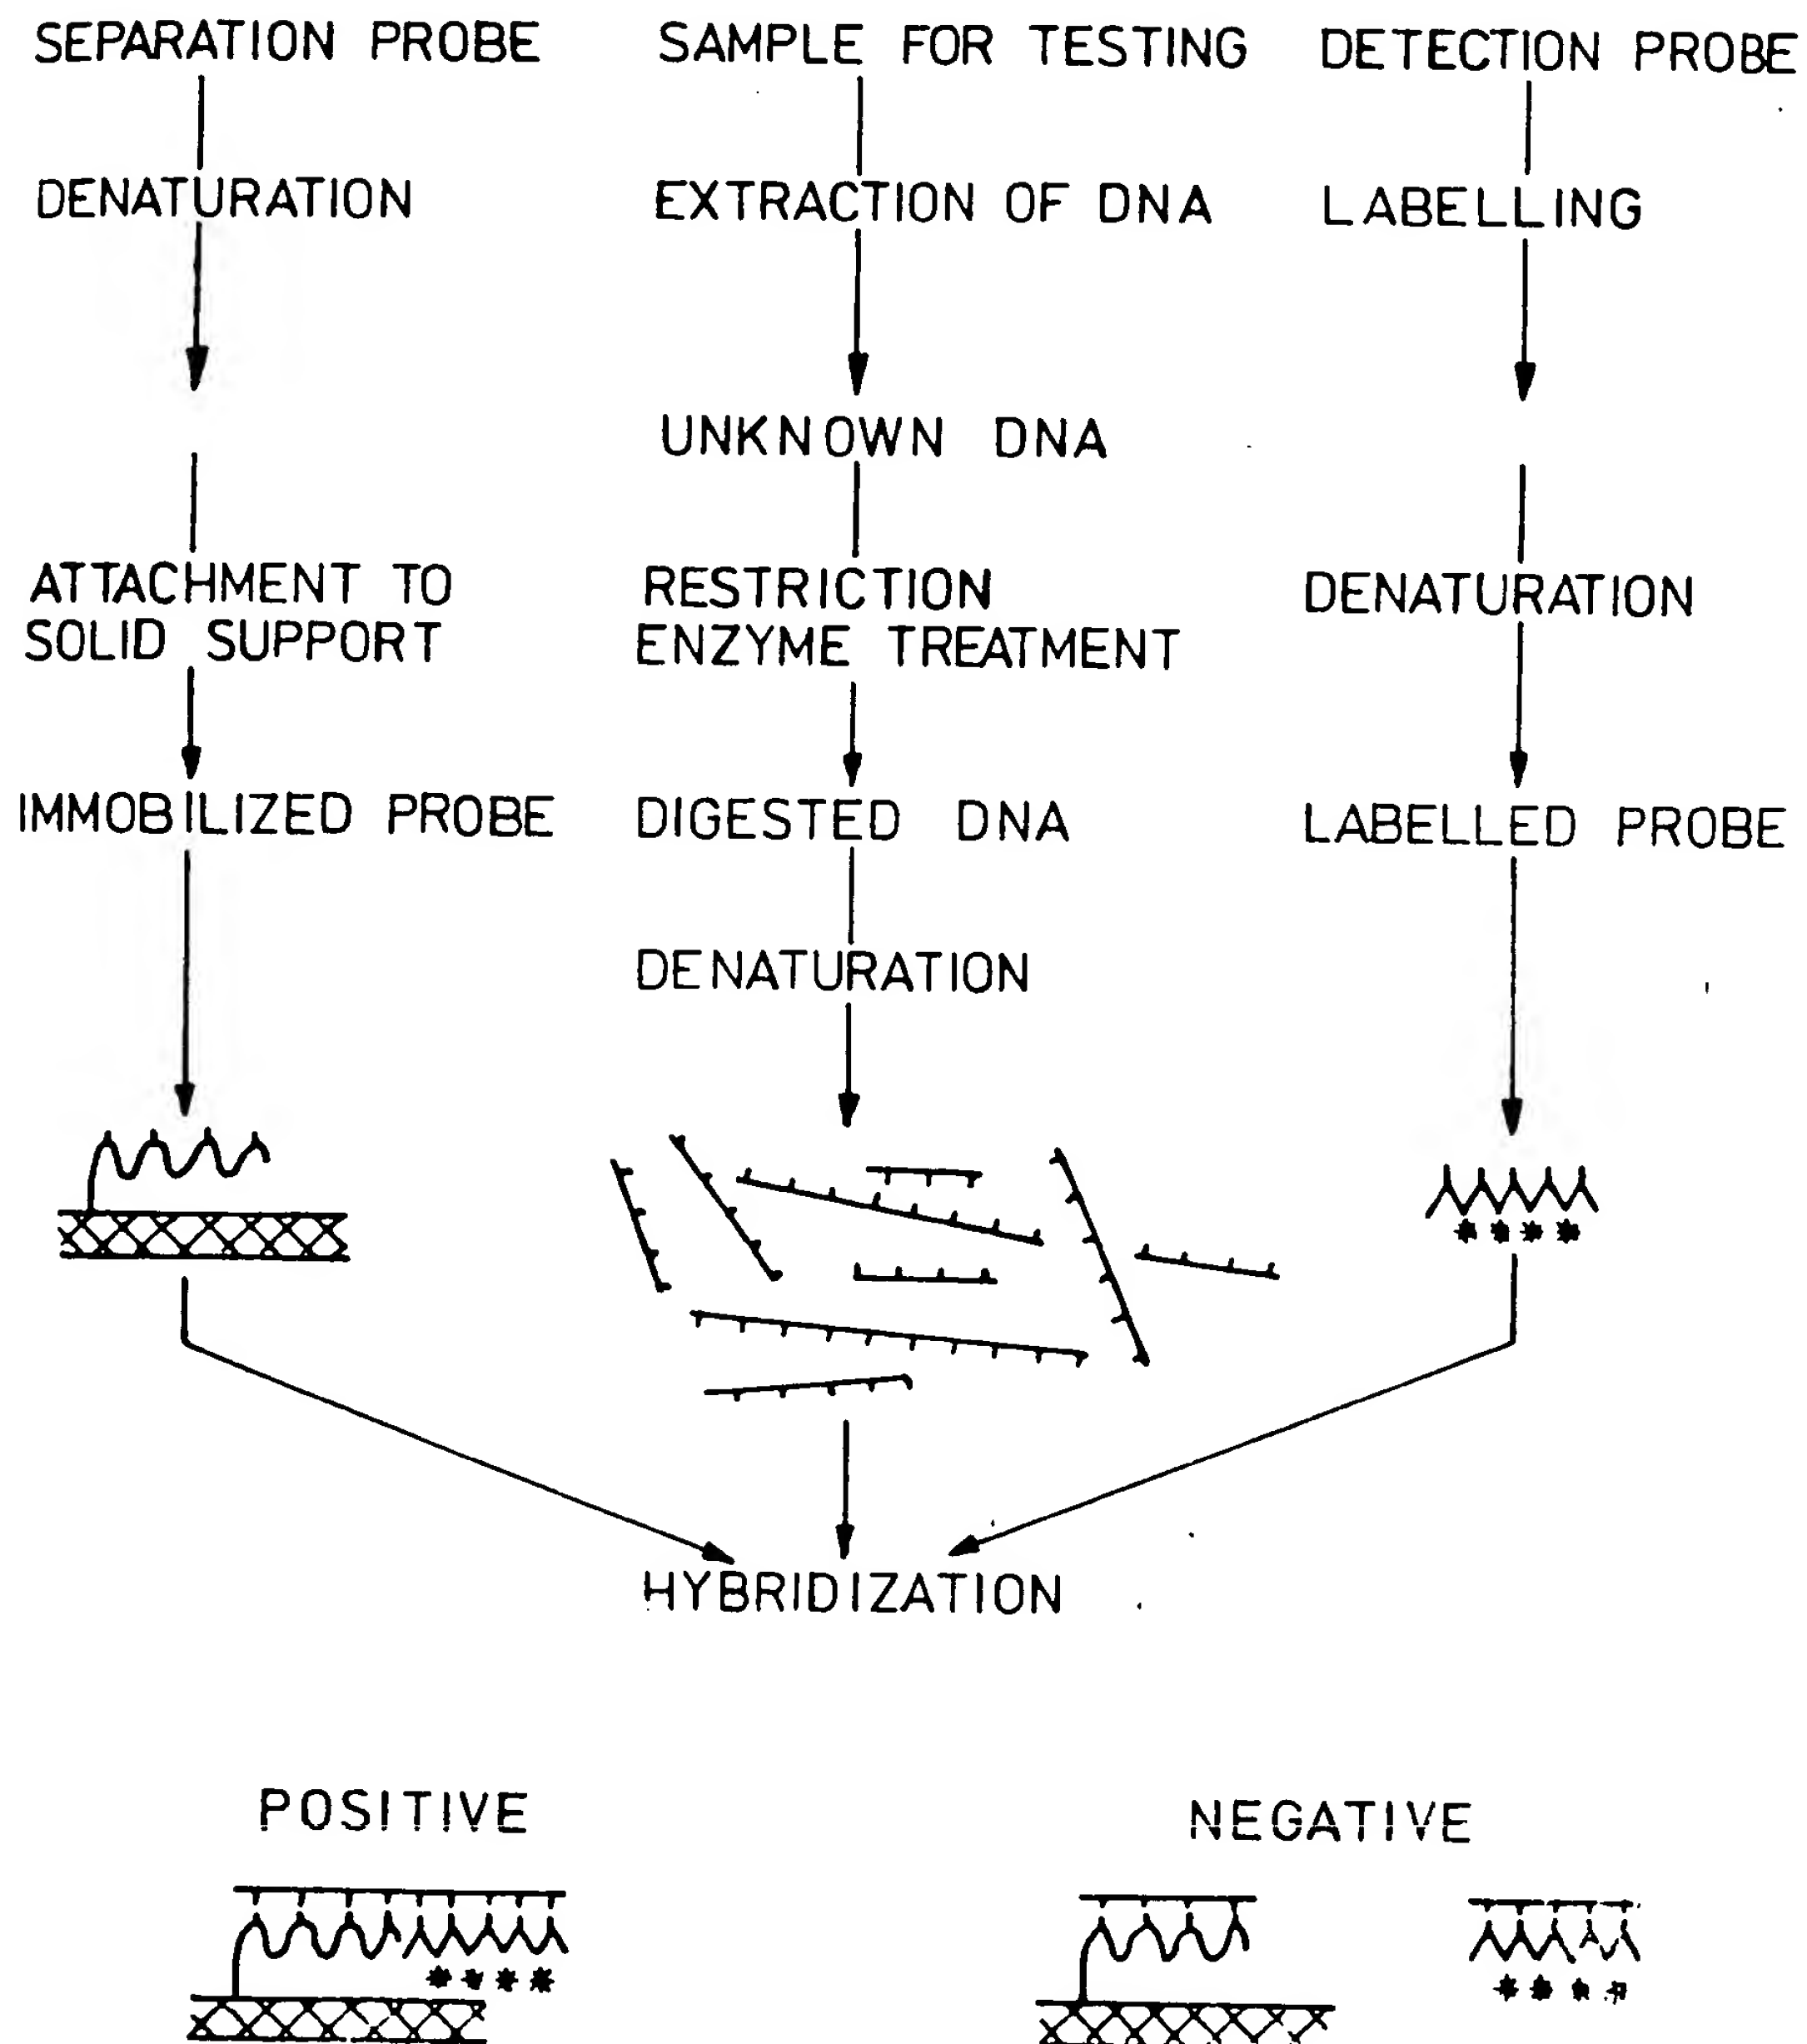 SEPARATION PROBE
SAMPLE FOR TESTING
DETECTION PROBE
DENATURATION
EXTRACTION OF DNA
LABELLING
UNKNOWN DNA
ATTACHMENT TO
SOLID SUPPORT
RESTRICTION
ENZYME TREATMENT
DENATURATION
IMMOBILIZED PROBE
DIGESTED DNA
LABELLED PROBE
DENATURATION
HYBRIDIZATION
POSITIVE
NEGATIVE